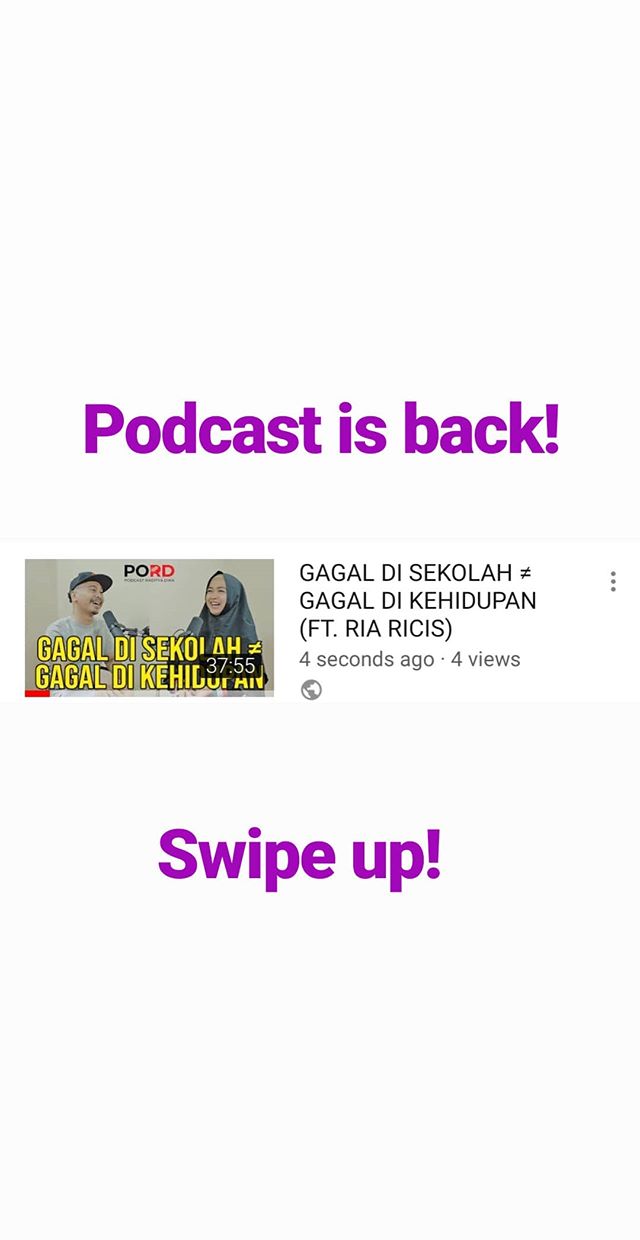 Podcast is back!
PORD
PODCAST RADITYA DIKA
GAGAL DI SEKOLAH ≠
GAGAL DI KEHIDUPAN
37:55
GAGAL DI SEKOLAH ≠
GAGAL DI KEHIDUPAN
(FT. RIA RICIS)
4 seconds ago · 4 views
Swipe up!